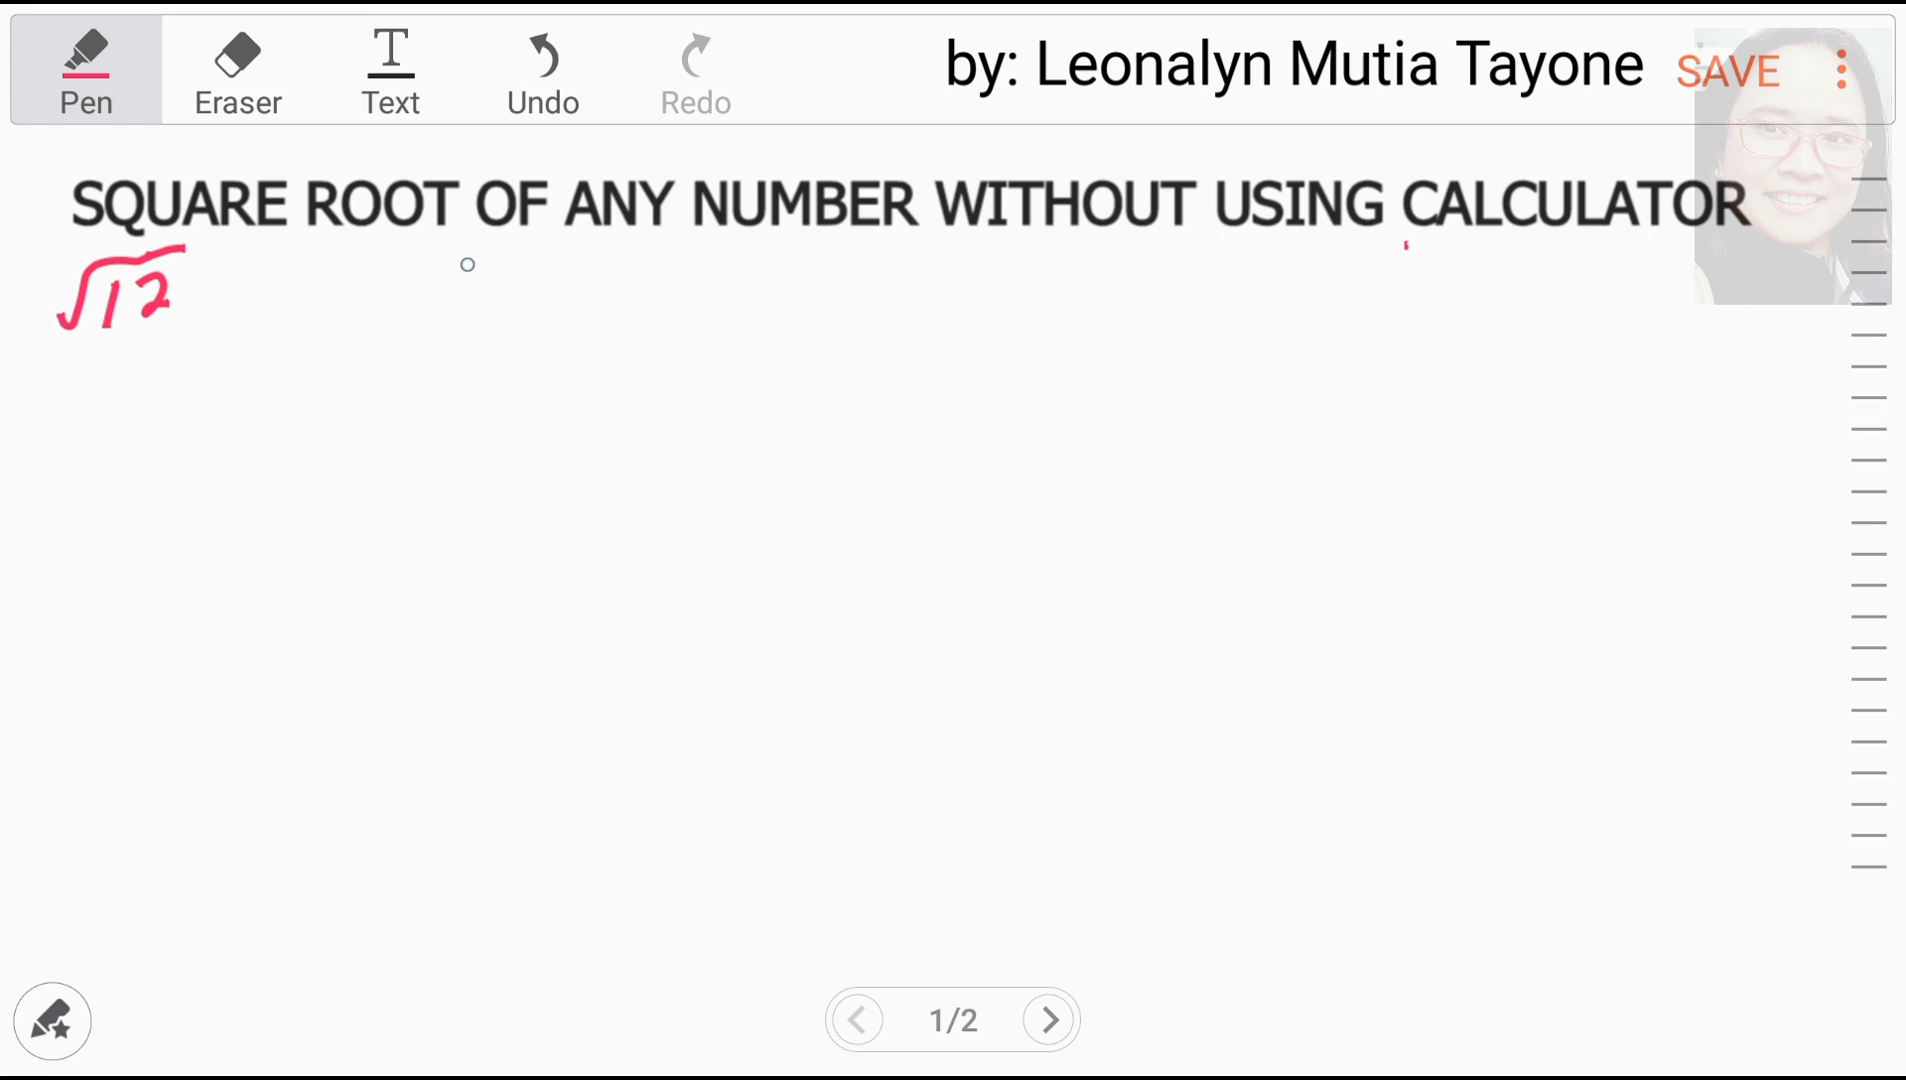 by: Leonalyn Mutia Tayone
SAVE
Pen
Eraser
Text
Undo
Redo
SQUARE ROOT OF ANY NUMBER WITHOUT USING CALCULATOR
√12
1/2